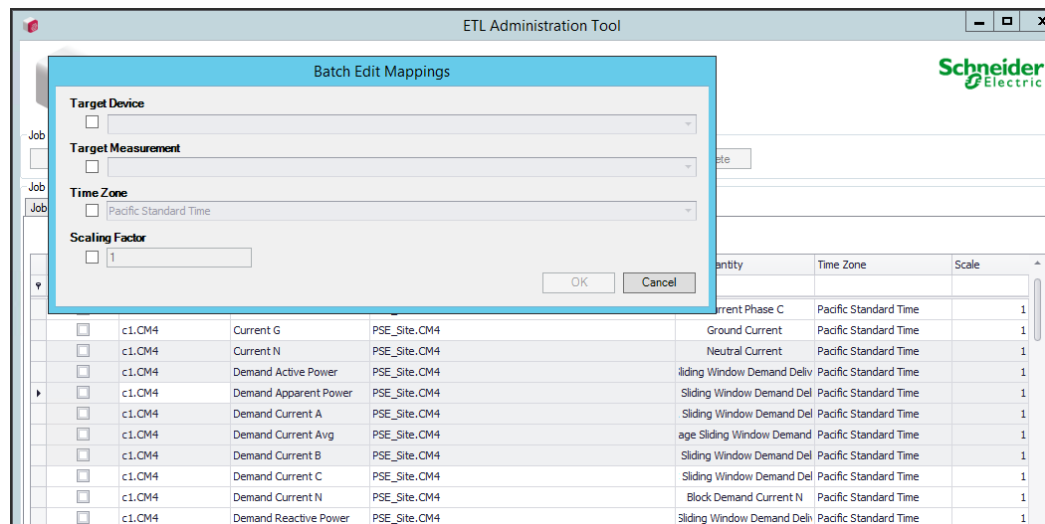 ETL Administration Tool
Schneider
Electric
Batch Edit Mappings
Target Device
Job
Target Measurement
Job
Time Zone
Job
Pacific Standard Time
Scaling Factor
1
OK Cancel
Time Zone Scale
Pacific Standard Time 1
c1.CM4 Current G PSE_Site.CM4 Ground Current Pacific Standard Time 1
c1.CM4 Current N PSE_Site.CM4 Neutral Current Pacific Standard Time 1
c1.CM4 Demand Active Power PSE_Site.CM4 Sliding Window Demand Deliv Pacific Standard Time 1
c1.CM4 Demand Apparent Power PSE_Site.CM4 Sliding Window Demand Del Pacific Standard Time 1
c1.CM4 Demand Current A PSE_Site.CM4 Sliding Window Demand Del Pacific Standard Time 1
c1.CM4 Demand Current Avg PSE_Site.CM4 age Sliding Window Demand Pacific Standard Time 1
c1.CM4 Demand Current B PSE_Site.CM4 Sliding Window Demand Del Pacific Standard Time 1
c1.CM4 Demand Current C PSE_Site.CM4 Sliding Window Demand Del Pacific Standard Time 1
c1.CM4 Demand Current N PSE_Site.CM4 Block Demand Current N Pacific Standard Time 1
c1.CM4 Demand Reactive Power PSE_Site.CM4 Sliding Window Demand Deliv Pacific Standard Time 1